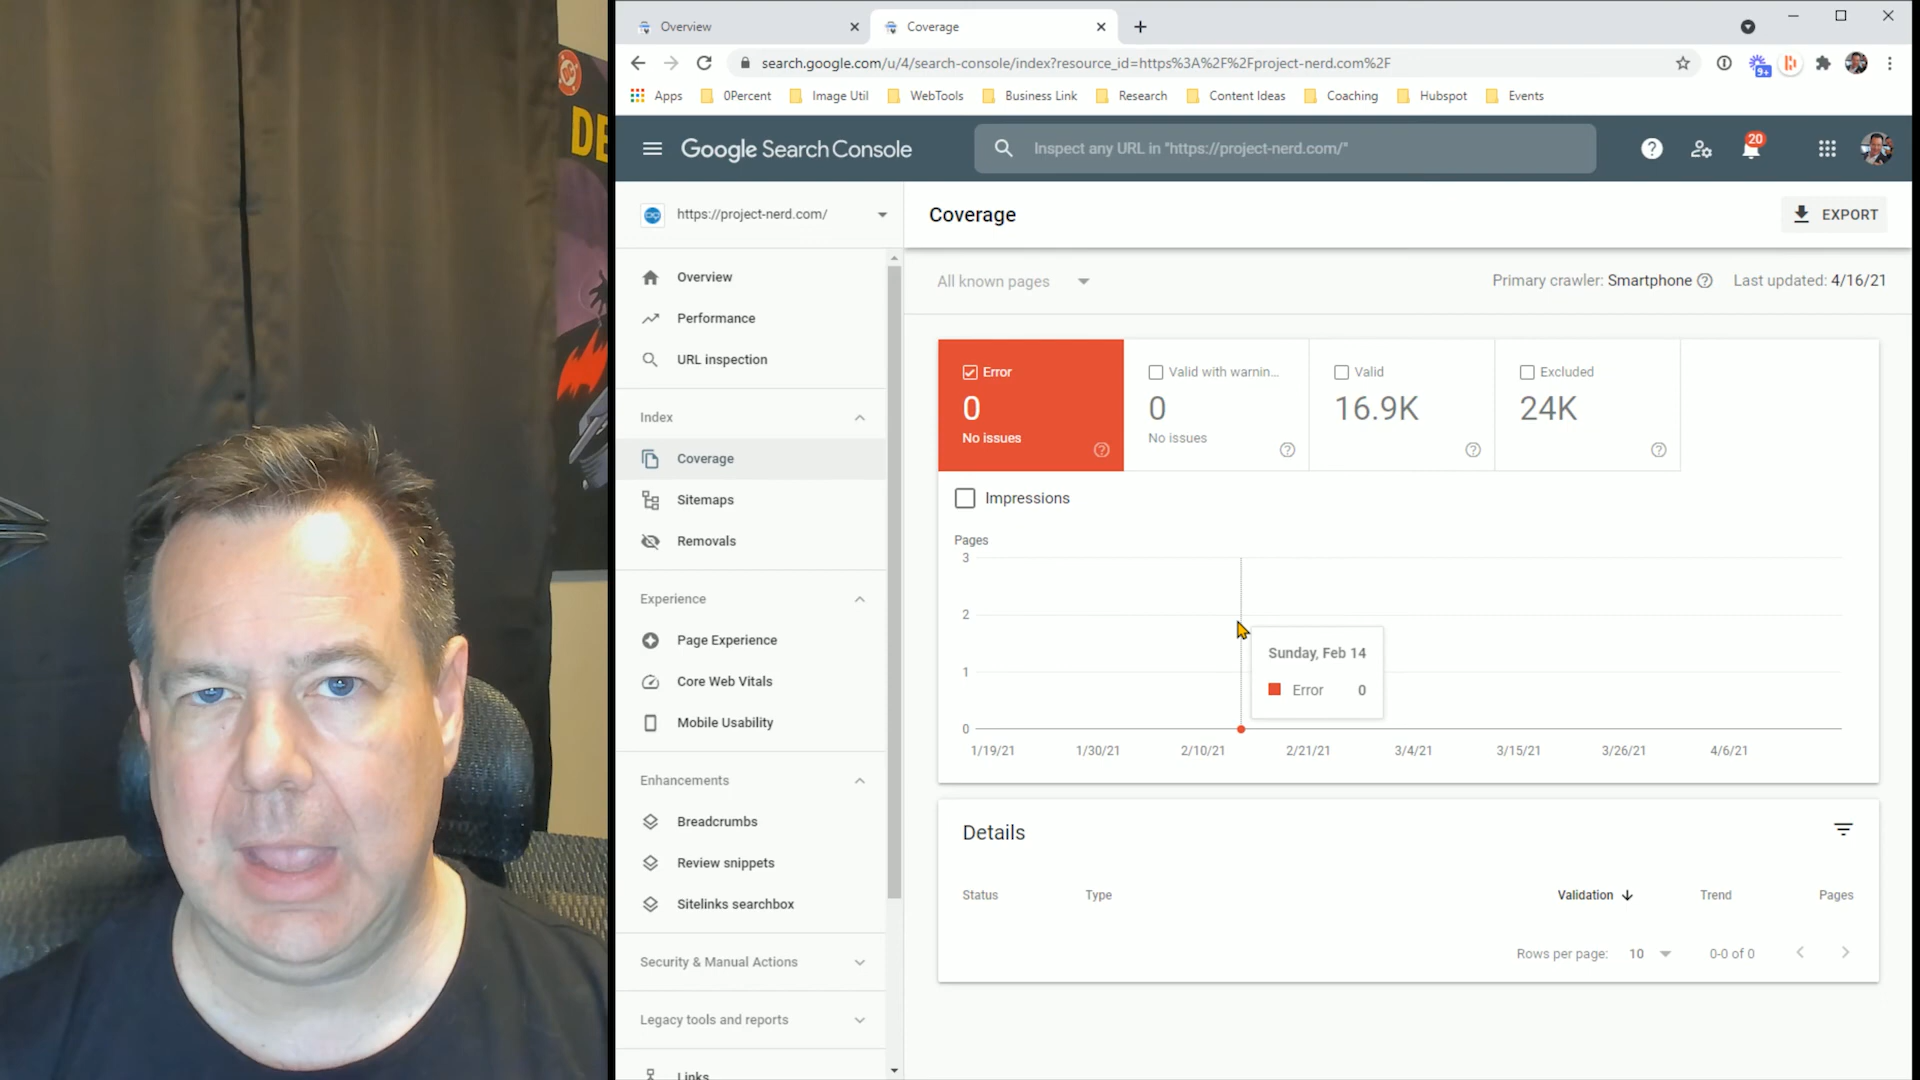 DE
Overview
Coverage
search.google.com/u/4/search-console/index?resource_id=https%3A%2F%2Fproject-nerd.com%2F
9+
Apps
0Percent
Image Util
WebTools
Business Link
Research
Content Ideas
Coaching
Hubspot
Events
Google Search Console
Inspect any URL in "https://project-nerd.com/"
20
https://project-nerd.com/
Coverage
EXPORT
Overview
Performance
URL inspection
Index
Coverage
Sitemaps
Removals
Experience
Page Experience
Core Web Vitals
Mobile Usability
Enhancements
Breadcrumbs
Review snippets
Sitelinks searchbox
Security & Manual Actions
Legacy tools and reports
Links
All known pages
Primary crawler: Smartphone
Last updated: 4/16/21
Error
0
No issues
Valid with warnin...
0
No issues
Valid
16.9K
Excluded
24K
Impressions
Pages
3
2
1
0
Sunday, Feb 14
Error 0
1/19/21
1/30/21
2/10/21
2/21/21
3/4/21
3/15/21
3/26/21
4/6/21
Details
Status
Type
Validation
Trend
Pages
Rows per page: 10
0-0 of 0